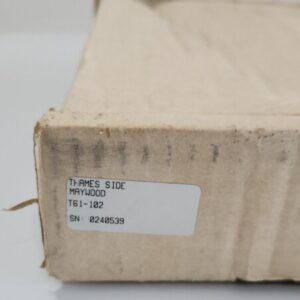 THAMES SIDE
MAYWOOD
T61-102
SN: 0240539